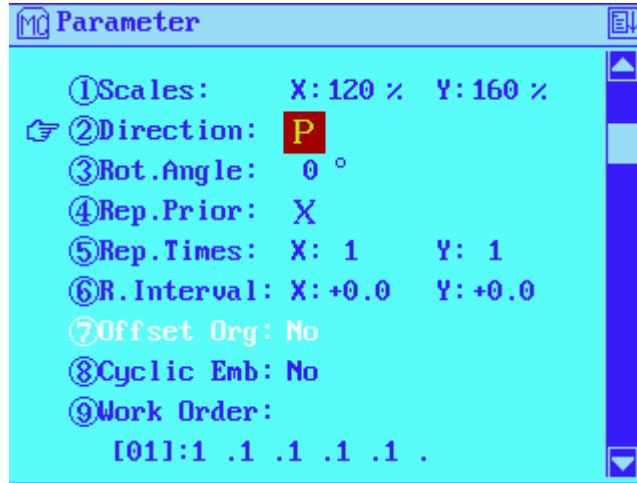 MC Parameter
①Scales: X:120 % Y:160 %
②Direction: P
③Rot.Angle: 0 °
④Rep.Prior: X
⑤Rep.Times: X: 1 Y: 1
⑥R.Interval: X:+0.0 Y:+0.0
⑦Offset Org: No
⑧Cyclic Emb: No
⑨Work Order:
[01]:1 .1 .1 .1 .1 .